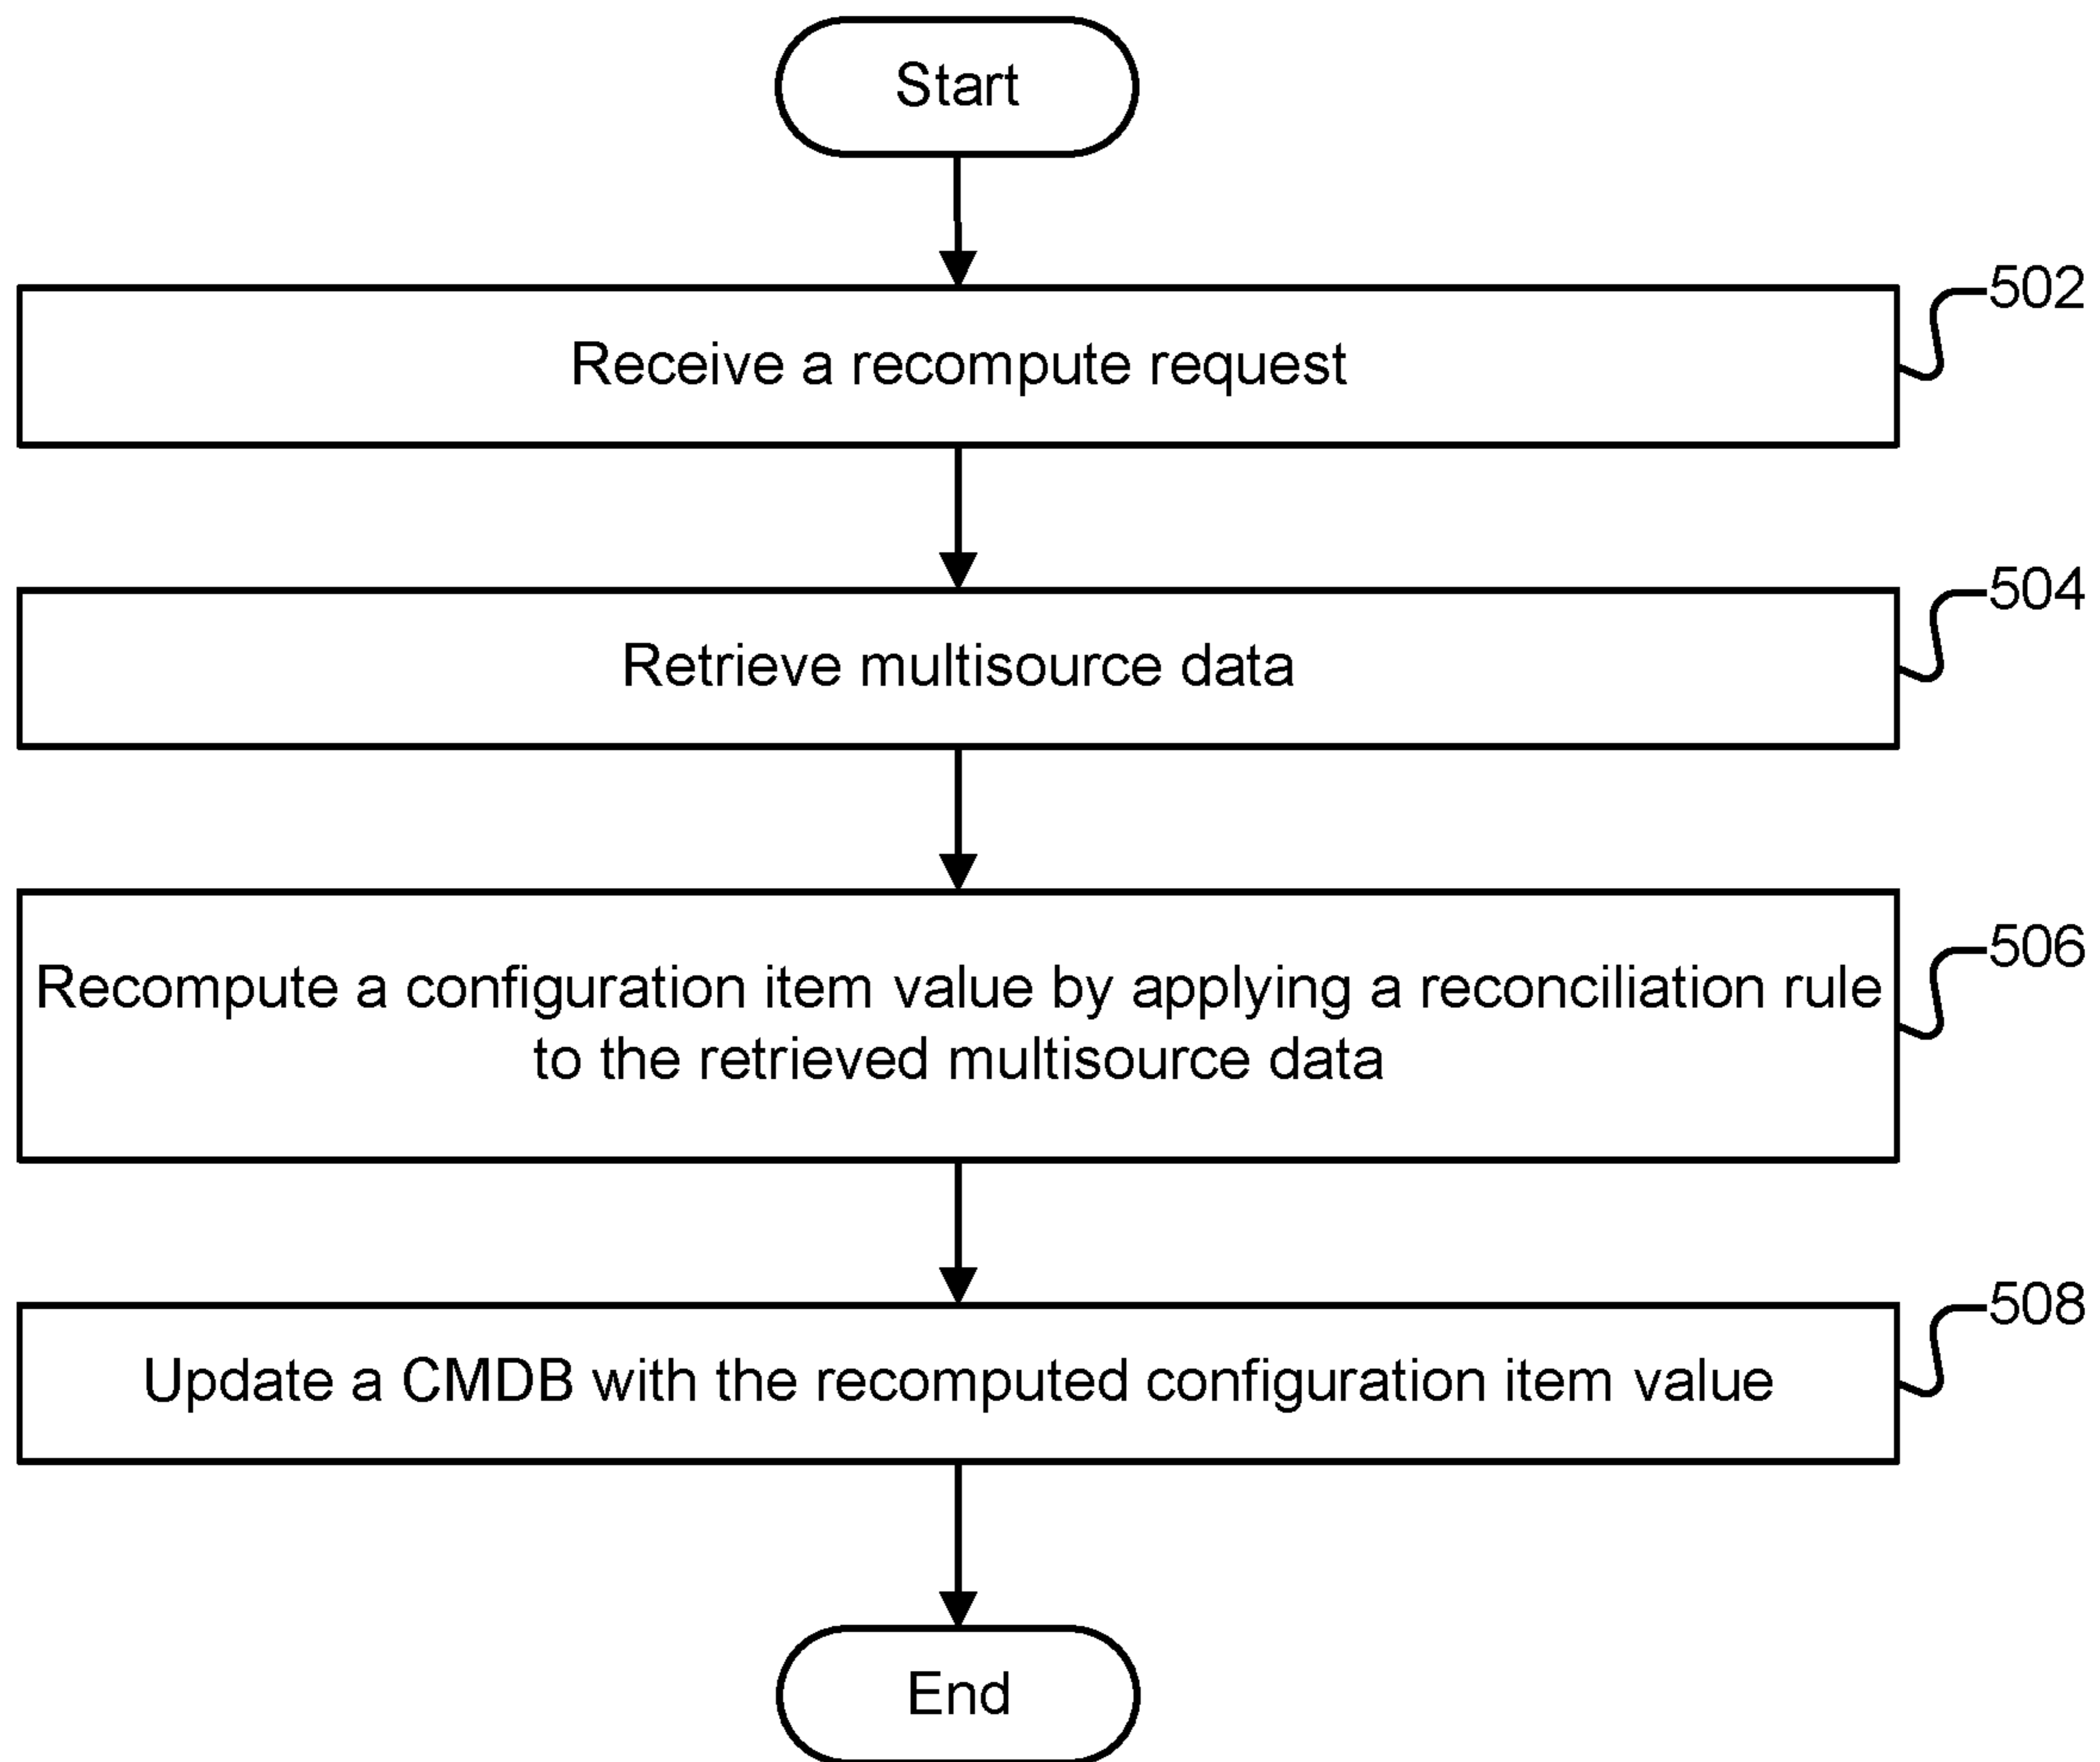 Start
502
Receive a recompute request
504
Retrieve multisource data
506
Recompute a configuration item value by applying a reconciliation rule
to the retrieved multisource data
508
Update a CMDB with the recomputed configuration item value
End